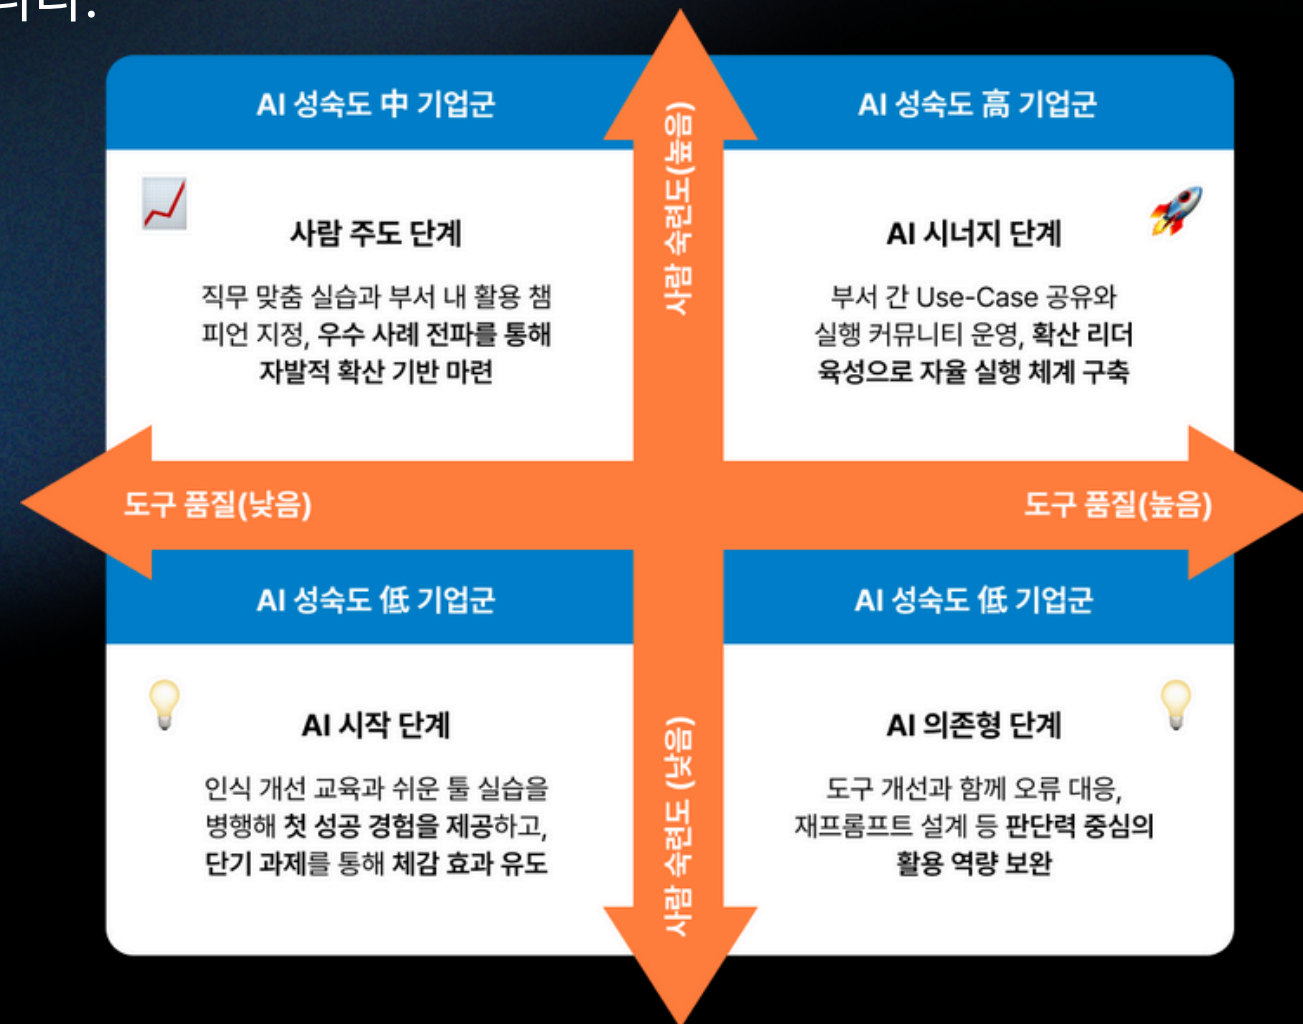 니다.
AI 성숙도 中 기업군
사람 주도 단계
직무 맞춤 실습과 부서 내 활용 챔
피언 지정, 우수 사례 전파를 통해
자발적 확산 기반 마련
사람 숙련도(높음)
AI 성숙도 高 기업군
AI 시너지 단계
부서 간 Use-Case 공유와
실행 커뮤니티 운영, 확산 리더
육성으로 자율 실행 체계 구축
도구 품질(낮음)
도구 품질(높음)
AI 성숙도 低 기업군
AI 시작 단계
인식 개선 교육과 쉬운 툴 실습을
병행해 첫 성공 경험을 제공하고,
단기 과제를 통해 체감 효과 유도
사람 숙련도 (낮음)
AI 성숙도 低 기업군
AI 의존형 단계
도구 개선과 함께 오류 대응,
재프롬프트 설계 등 판단력 중심의
활용 역량 보완